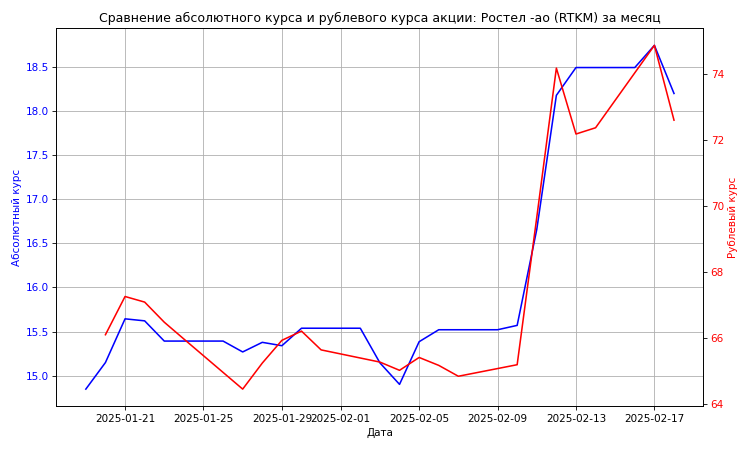 Сравнение абсолютного курса и рублевого курса акции: Ростел -ао (RTKM) за месяц
18.5
18.0
17.5
17.0
16.5
16.0
15.5
15.0
Абсолютный курс
74
72
70
68
66
64
Рублевый курс
2025-01-21 2025-01-25 2025-01-29 2025-02-01 2025-02-05 2025-02-09 2025-02-13 2025-02-17
Дата